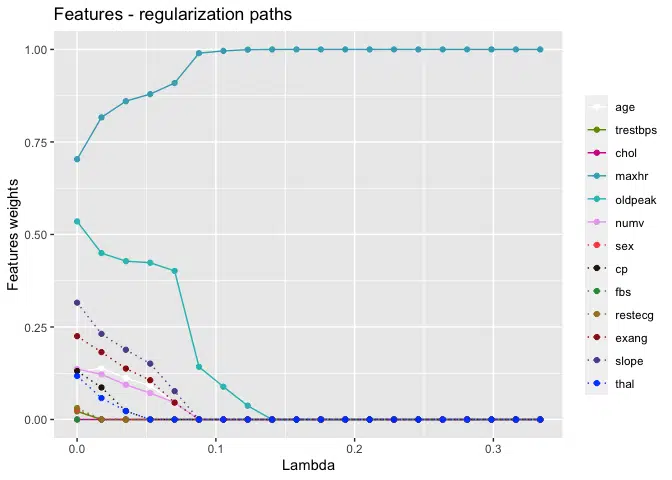 Features - regularization paths
Features weights
1.00
0.75
0.50
0.25
0.00
0.0
0.1
0.2
0.3
Lambda
age
trestbps
chol
maxhr
oldpeak
numv
sex
cp
fbs
restecg
exang
slope
thal